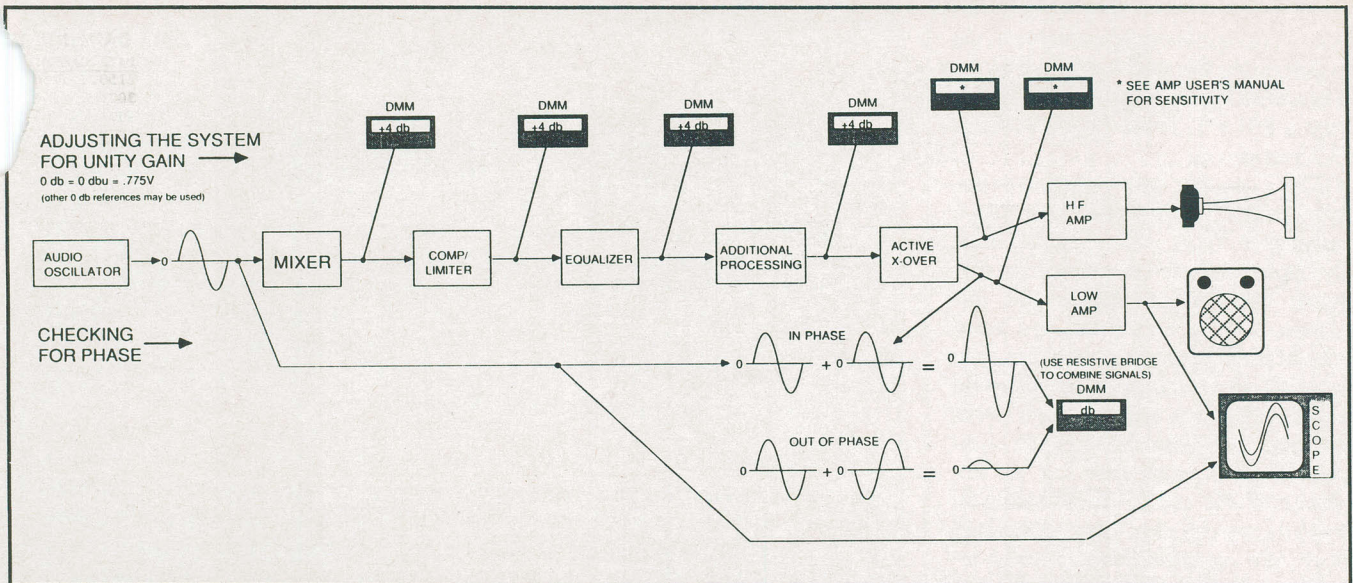 DMM
DMM
* SEE AMP USER'S MANUAL
FOR SENSITIVITY
*
*
DMM
DMM
DMM
DMM
+4 db
+4 db
+4 db
+4 db
ADJUSTING THE SYSTEM
FOR UNITY GAIN
0 db = 0 dbu = .775V
(other 0 db references may be used)
AUDIO
OSCILLATOR
0
MIXER
COMP/
LIMITER
EQUALIZER
ADDITIONAL
PROCESSING
ACTIVE
X-OVER
H F
AMP
LOW
AMP
CHECKING
FOR PHASE
IN PHASE
0 + 0 = 0
(USE RESISTIVE BRIDGE
TO COMBINE SIGNALS)
DMM
db
OUT OF PHASE
0 + 0 = 0
SCOPE